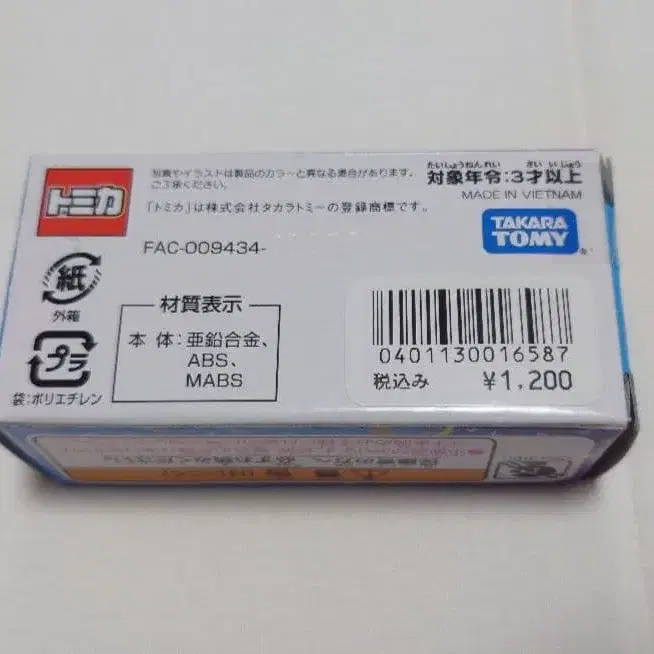 トミカ
写真やイラストは製品のカラーと異なる場合があります。
ご了承ください。
「トミカ」は株式会社タカラトミーの登録商標です。
FAC-009434-
たいしょうねんれい さい いじょう
対象年令:3才以上
MADE IN VIETNAM
TAKARA
TOMY
®
紙
外箱
プラ
袋:ポリエチレン
材質表示
本 体:亜鉛合金、
ABS、
MABS
0401130016587
税込み ¥1,200